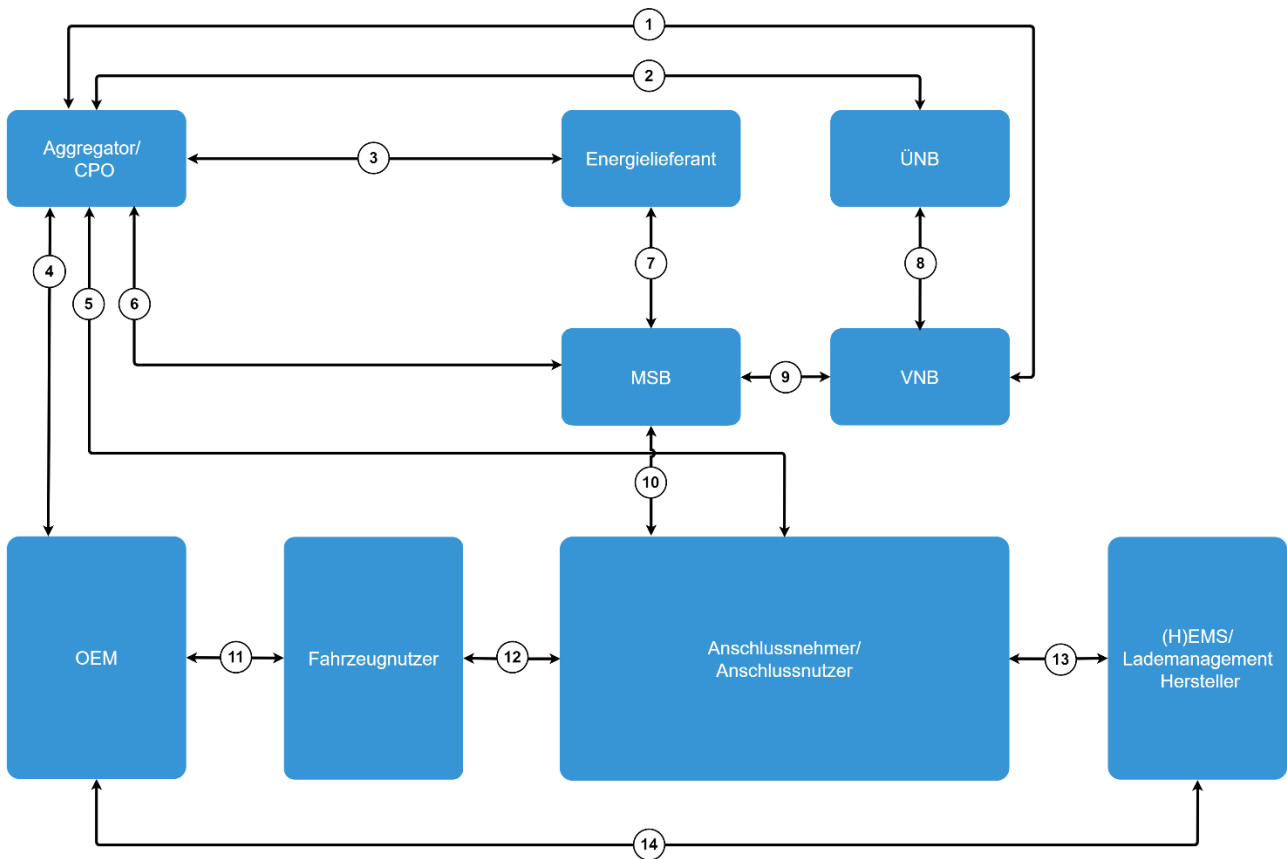 1
2
Aggregator/
CPO
3
Energielieferant
ÜNB
4
5
6
7
8
MSB
9
VNB
10
OEM
11
Fahrzeugnutzer
12
Anschlussnehmer/
Anschlussnutzer
13
(H)EMS/
Lademanagement
Hersteller
14